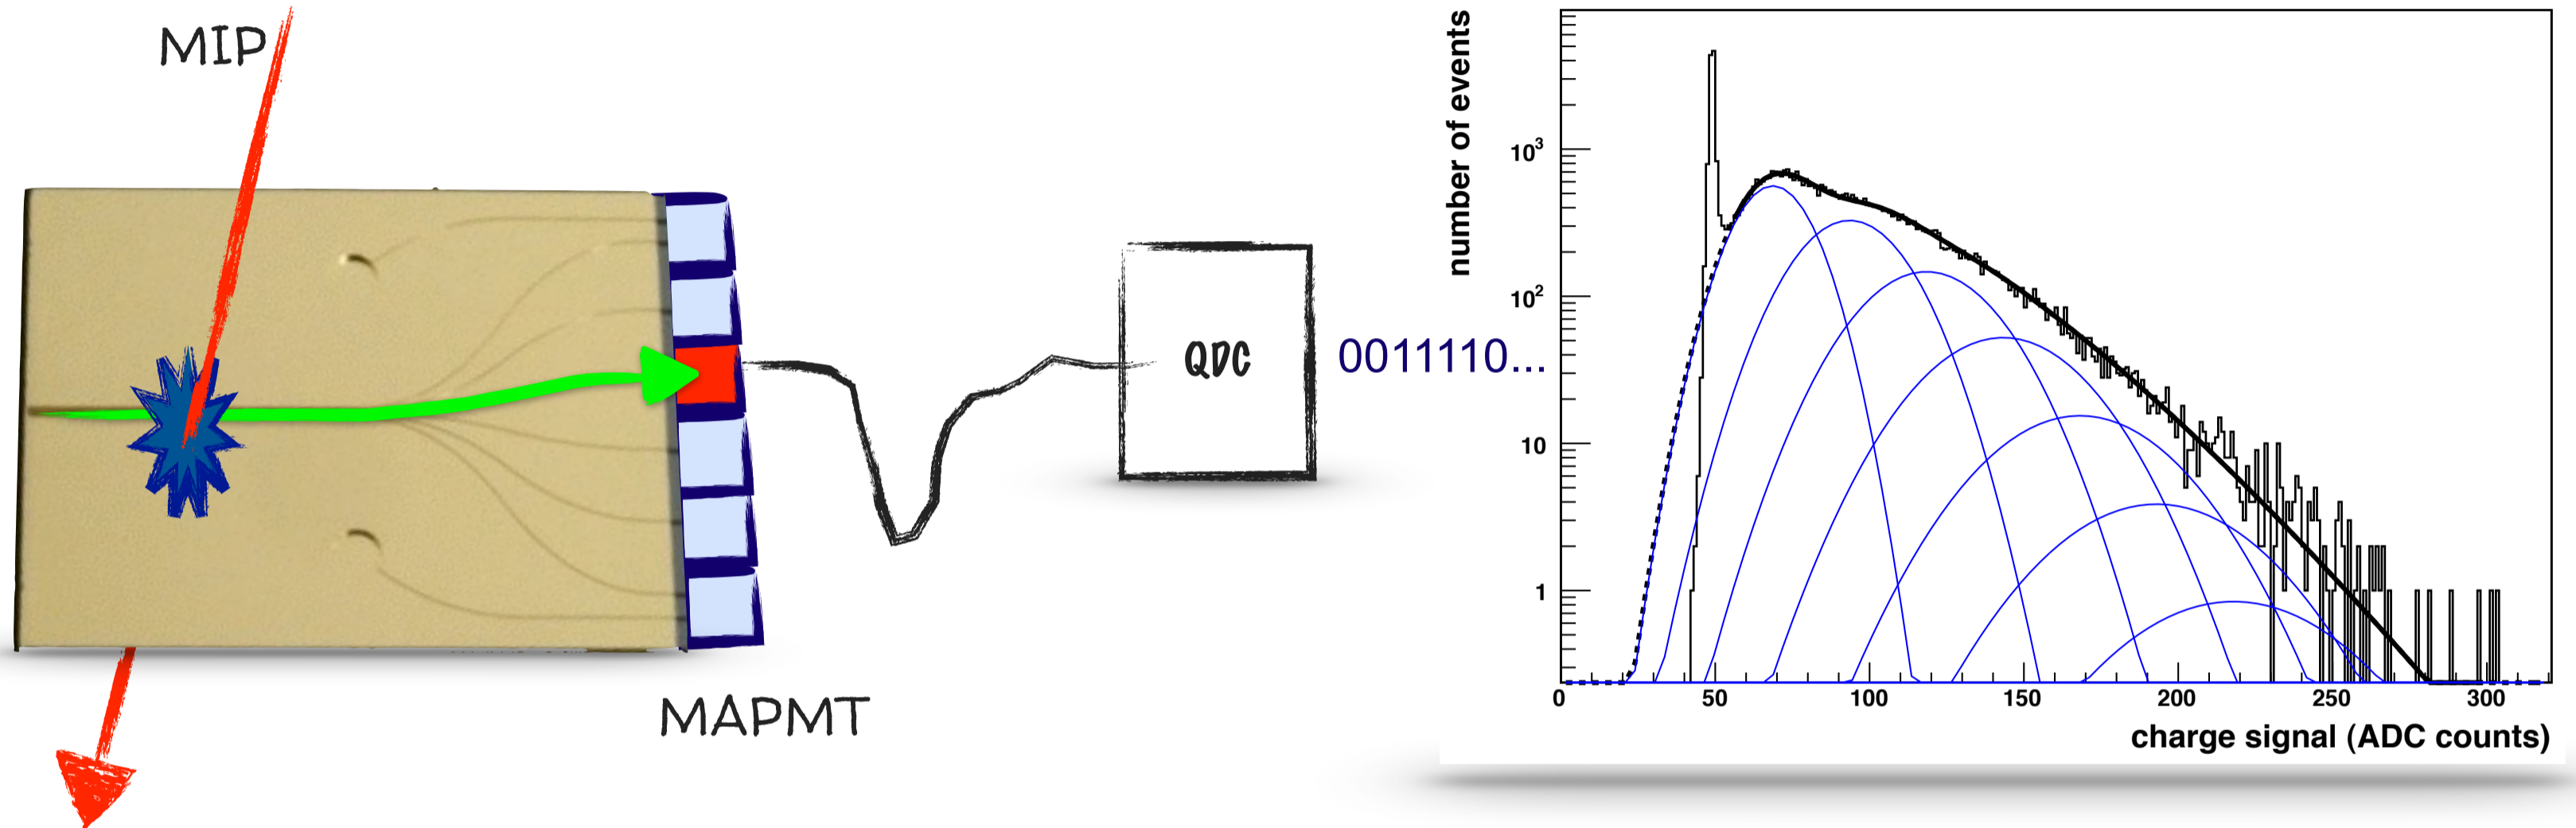 MIP
MAPMT
QDC
0011110...
number of events
10³
10²
10
1
0
50
100
150
200
250
300
charge signal (ADC counts)